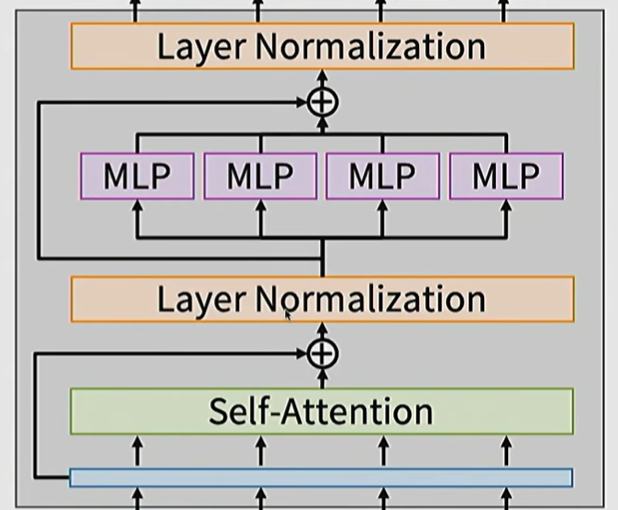 Layer Normalization
MLP MLP MLP MLP
Layer Normalization
Self-Attention